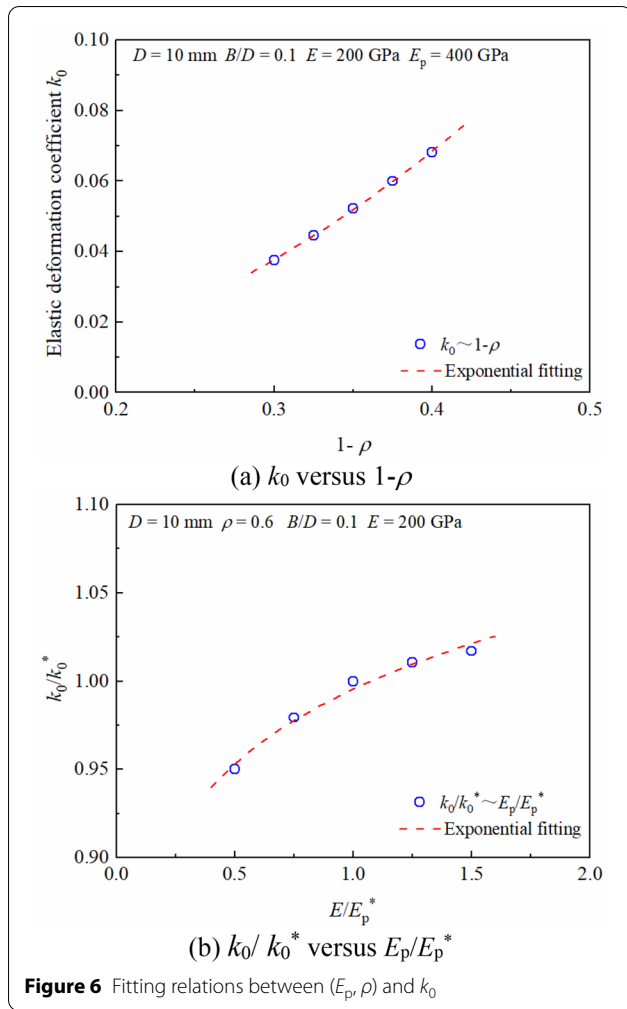 D = 10 mm B/D = 0.1 E = 200 GPa Eₚ = 400 GPa
Elastic deformation coefficient k₀
0.10
0.08
0.06
0.04
0.02
0.00
k₀～1-ρ
Exponential fitting
0.2 0.3 0.4 0.5
1- ρ
(a) k₀ versus 1-ρ
D = 10 mm ρ = 0.6 B/D = 0.1 E = 200 GPa
k₀/k₀*
1.10
1.05
1.00
0.95
0.90
k₀/k₀*～Eₚ/Eₚ*
Exponential fitting
0.0 0.5 1.0 1.5 2.0
E/Eₚ*
(b) k₀/ k₀* versus Eₚ/Eₚ*
Figure 6 Fitting relations between (Eₚ, ρ) and k₀